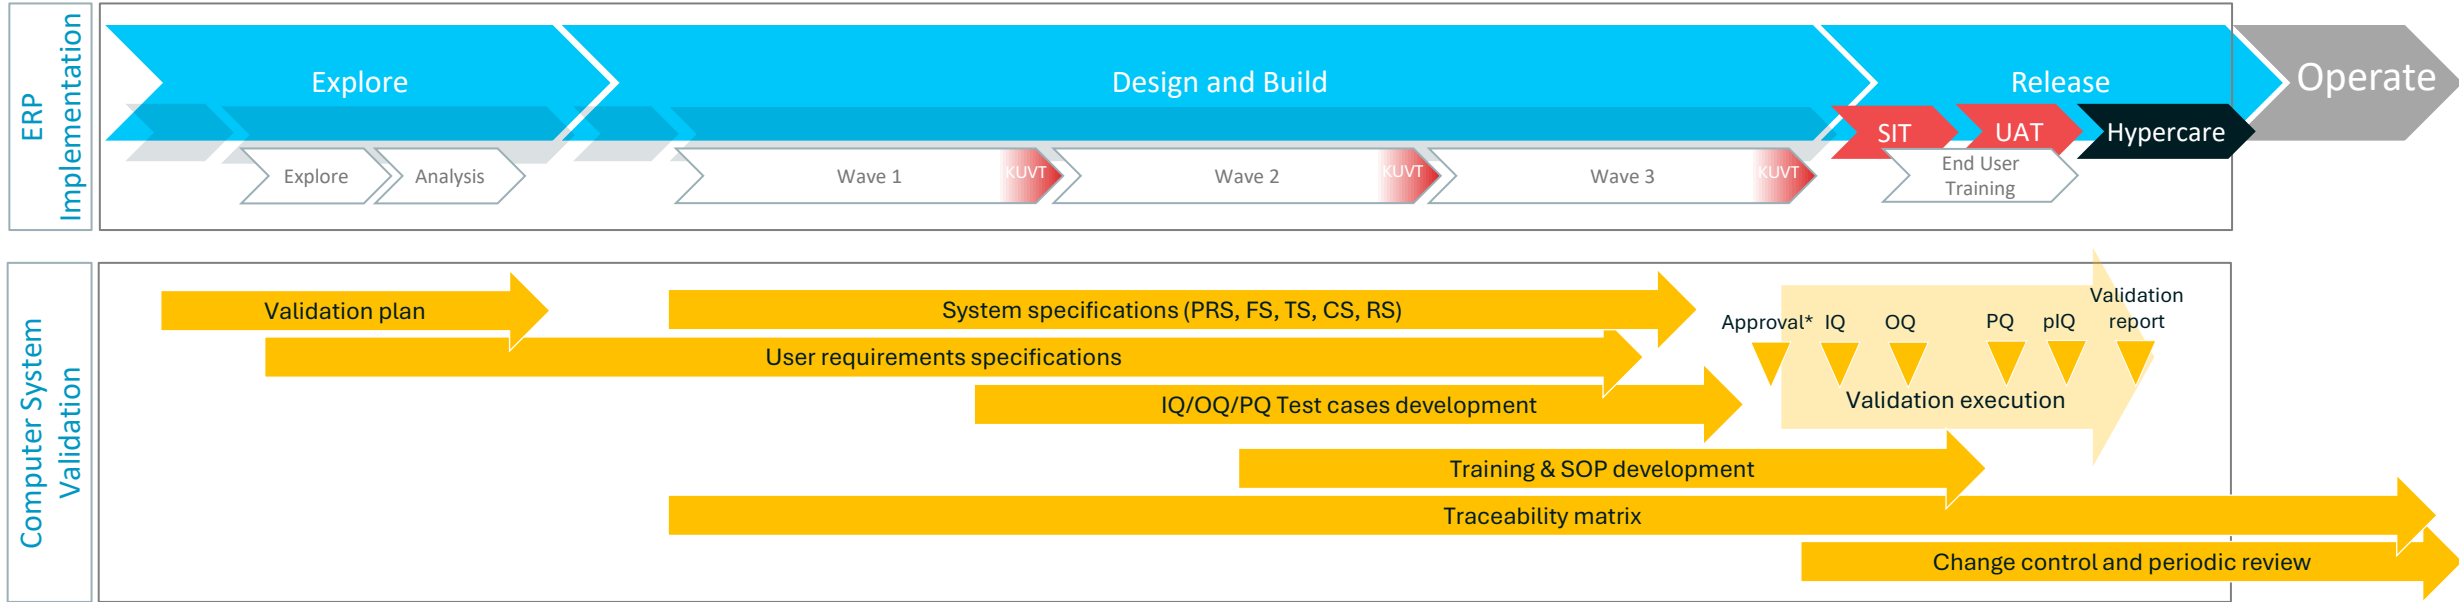 ERP
Implementation
Explore
Design and Build
Release
Operate
SIT
UAT
Hypercare
Explore
Analysis
Wave 1
KUVT
Wave 2
KUVT
Wave 3
KUVT
End User
Training
Computer System
Validation
Validation plan
System specifications (PRS, FS, TS, CS, RS)
User requirements specifications
IQ/OQ/PQ Test cases development
Approval*
IQ
OQ
PQ
pIQ
Validation
report
Validation execution
Training & SOP development
Traceability matrix
Change control and periodic review